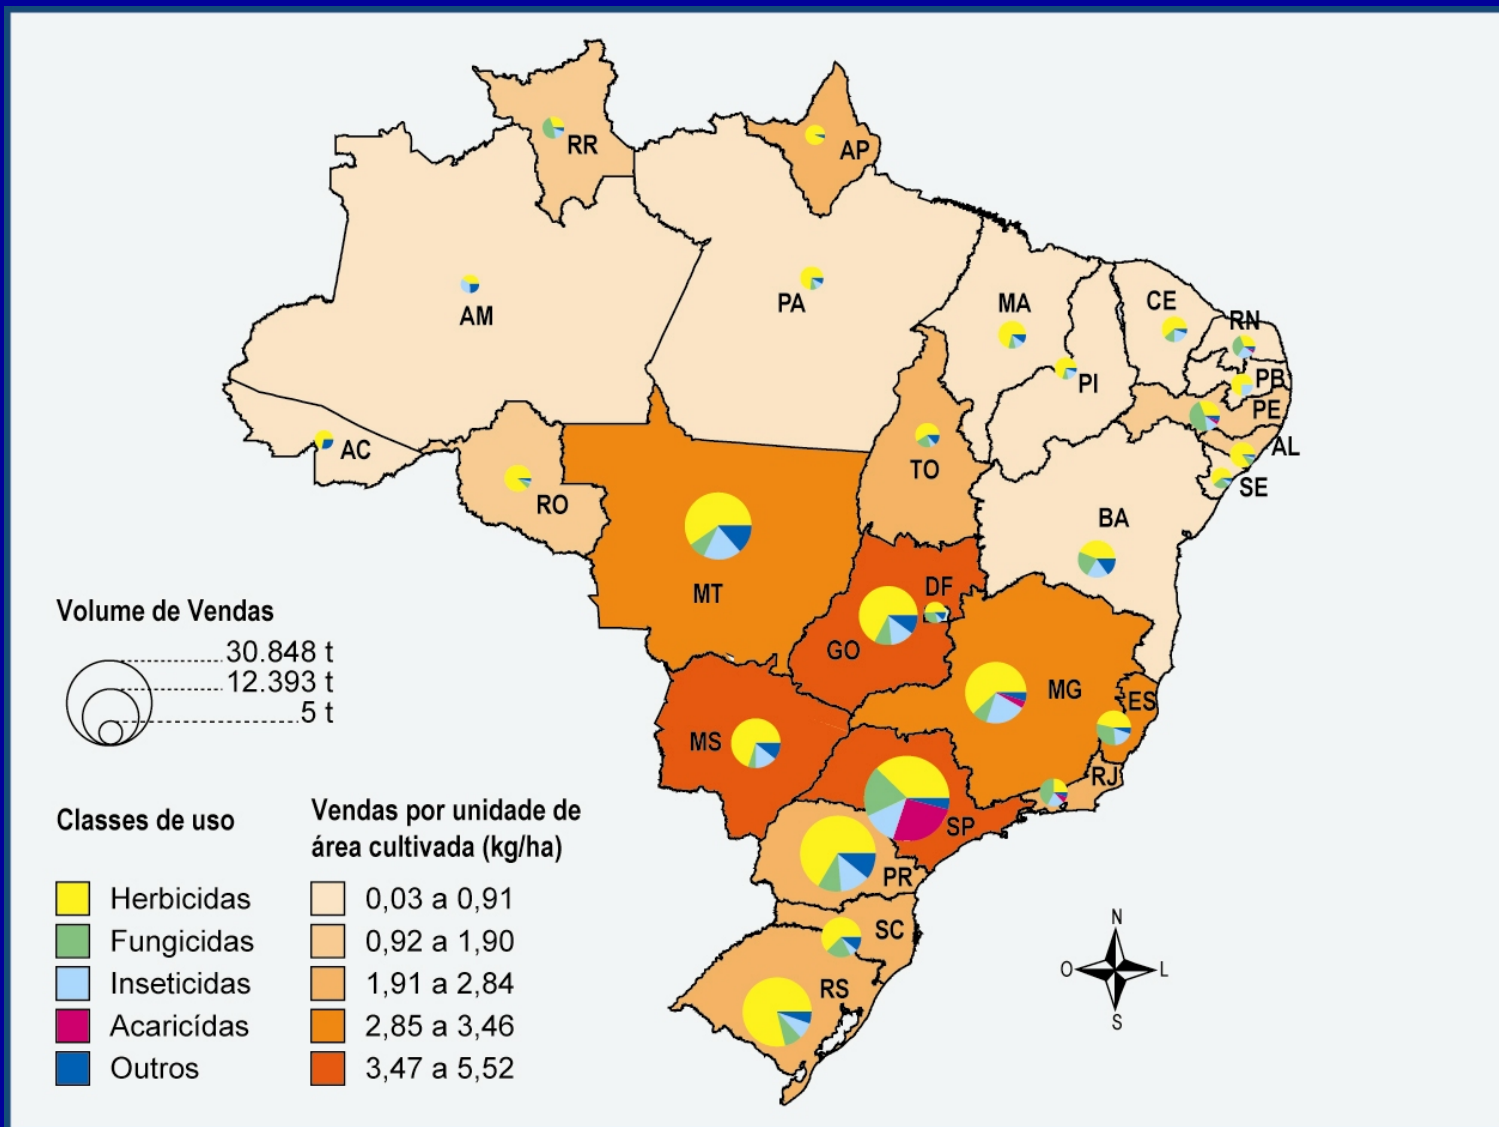 RR
AP
AM
PA
MA
CE
RN
PI
PB
PE
AL
SE
AC
RO
TO
BA
MT
DF
GO
MG
ES
MS
RJ
SP
PR
SC
RS
Volume de Vendas
30.848 t
12.393 t
5 t
Classes de uso
Herbicidas
Fungicidas
Inseticidas
Acaricídas
Outros
Vendas por unidade de
área cultivada (kg/ha)
0,03 a 0,91
0,92 a 1,90
1,91 a 2,84
2,85 a 3,46
3,47 a 5,52
N
O
L
S